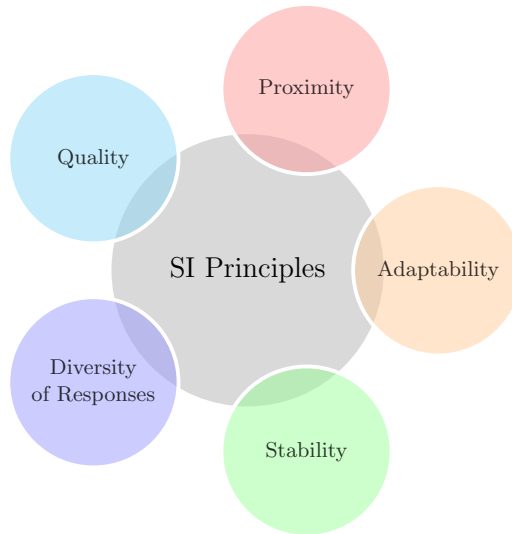 Proximity
Quality
SI Principles
Adaptability
Diversity
of Responses
Stability